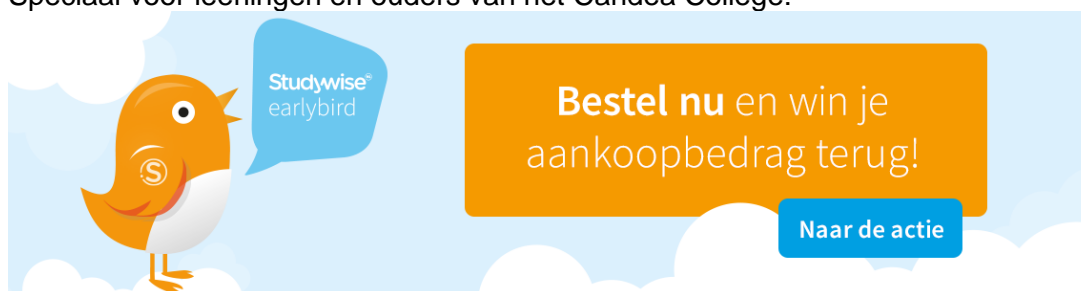 Speciaal voor leerlingen en ouders van het Candea College:
Studywise®
earlybird
Bestel nu en win je
aankoopbedrag terug!
Naar de actie
S